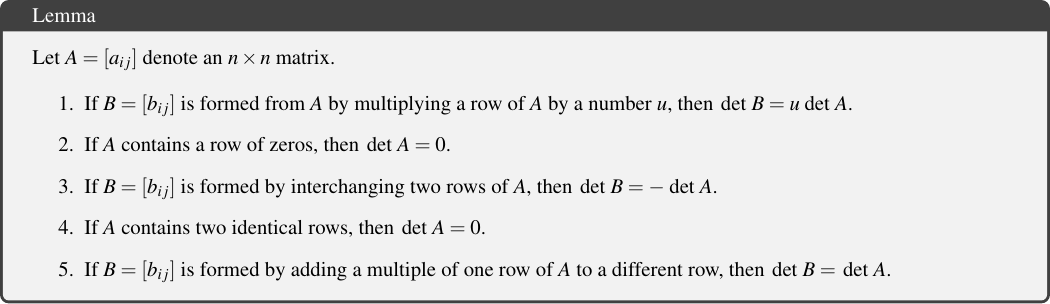 Lemma
Let A = [a_{ij}] denote an n × n matrix.
1. If B = [b_{ij}] is formed from A by multiplying a row of A by a number u, then det B = u det A.
2. If A contains a row of zeros, then det A = 0.
3. If B = [b_{ij}] is formed by interchanging two rows of A, then det B = − det A.
4. If A contains two identical rows, then det A = 0.
5. If B = [b_{ij}] is formed by adding a multiple of one row of A to a different row, then det B = det A.